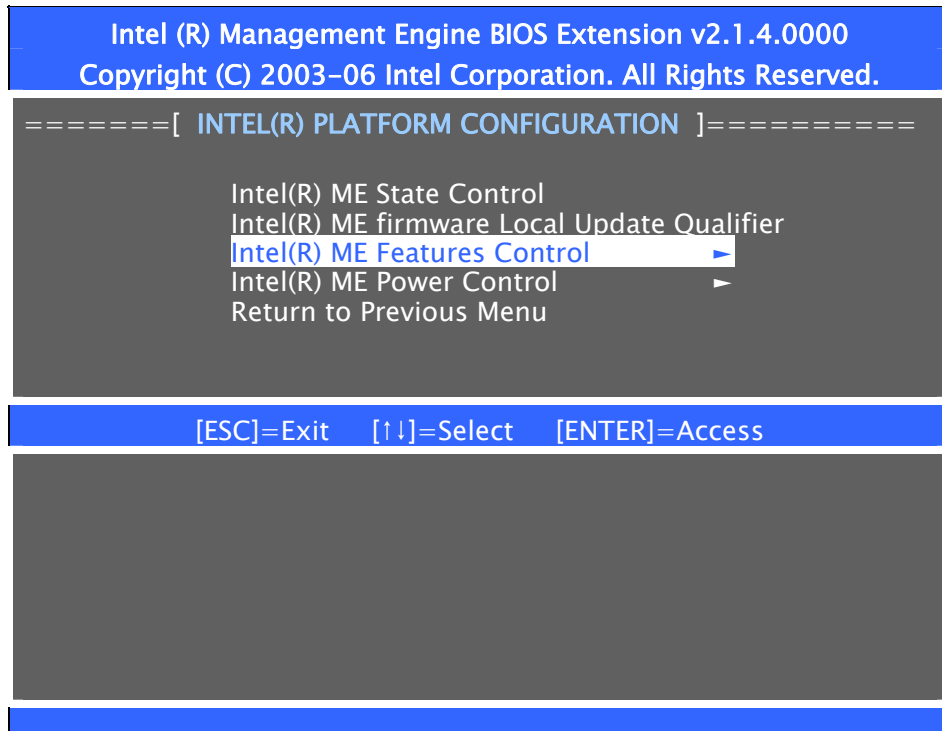 Intel (R) Management Engine BIOS Extension v2.1.4.0000
Copyright (C) 2003-06 Intel Corporation. All Rights Reserved.
=======[ INTEL(R) PLATFORM CONFIGURATION ]==========
Intel(R) ME State Control
Intel(R) ME firmware Local Update Qualifier
Intel(R) ME Features Control ►
Intel(R) ME Power Control ►
Return to Previous Menu
[ESC]=Exit [↑↓]=Select [ENTER]=Access